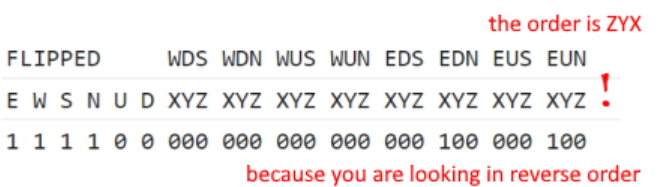 the order is ZYX
FLIPPED WDS WDN WUS WUN EDS EDN EUS EUN
E W S N U D XYZ XYZ XYZ XYZ XYZ XYZ XYZ XYZ !
1 1 1 1 0 0 000 000 000 000 000 100 000 100
because you are looking in reverse order